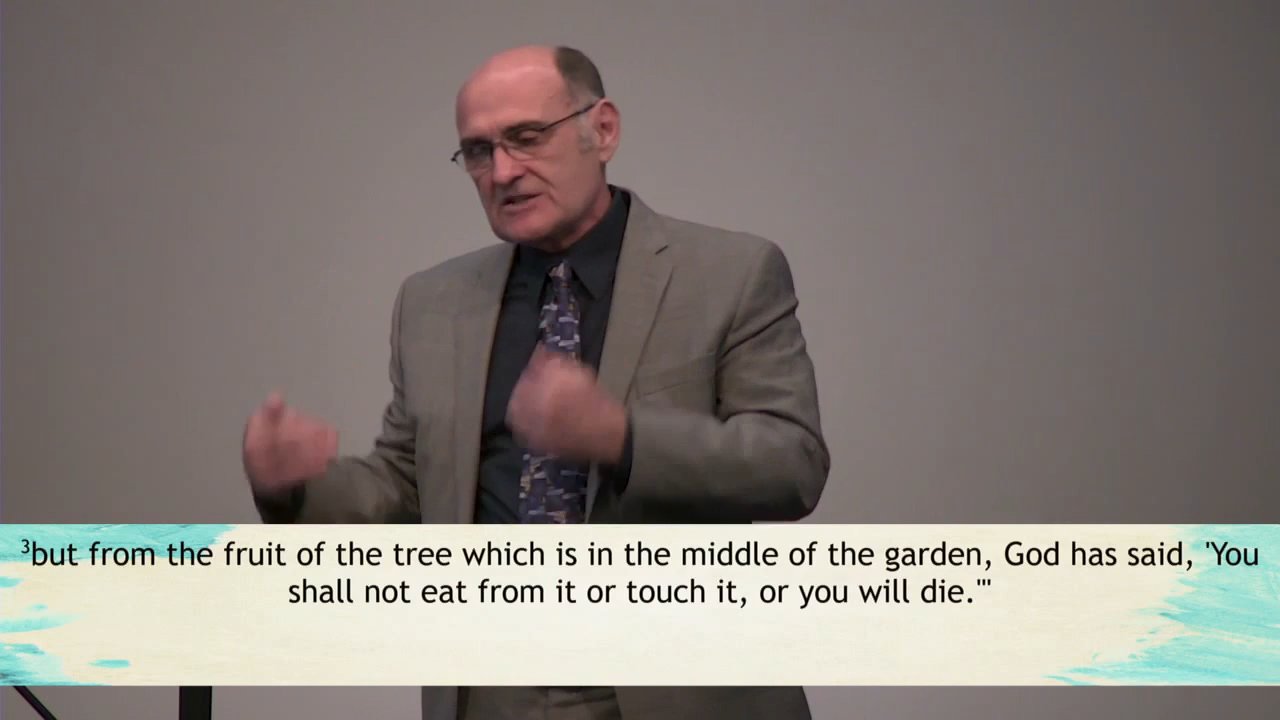 ³but from the fruit of the tree which is in the middle of the garden, God has said, 'You
shall not eat from it or touch it, or you will die.'"